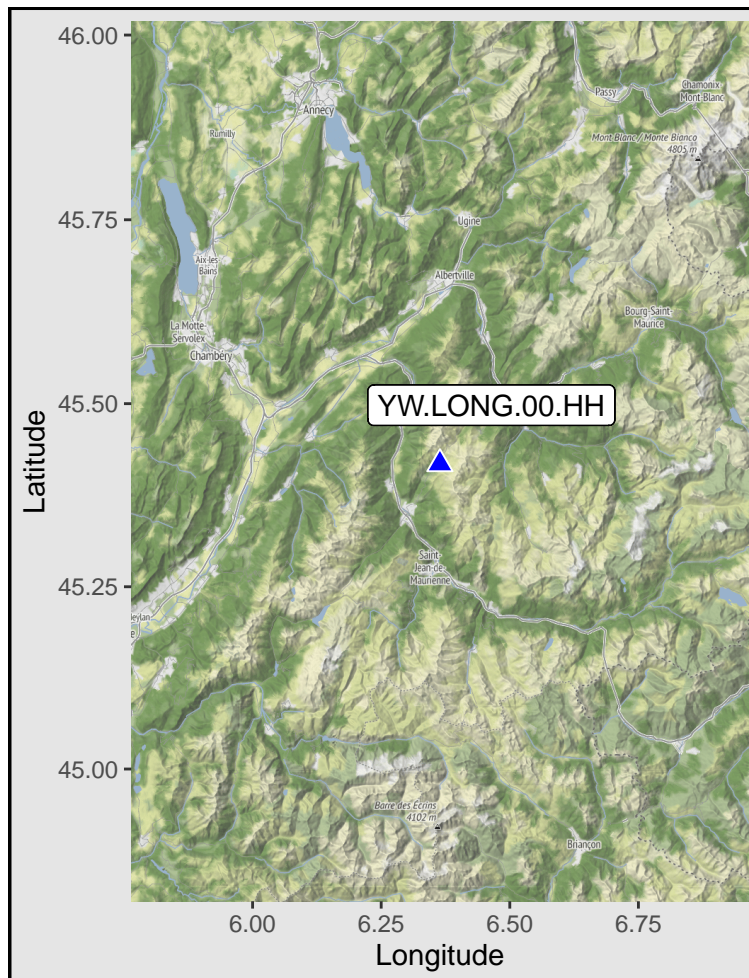 46.00
45.75
45.50
45.25
45.00
Latitude
6.00
6.25
6.50
6.75
Longitude
Chamonix
Mont-Blanc
Passy
Annecy
Rumilly
Mont Blanc / Monte Bianco
4805 m
Ugine
Aix-les
Bains
Albertville
La Motte-
Servolex
Chambéry
Bourg-Saint-
Maurice
YW.LONG.00.HH
Saint
Jean-de-
Maurienne
eylan
e
Barre des Écrins
4102 m
Briançon